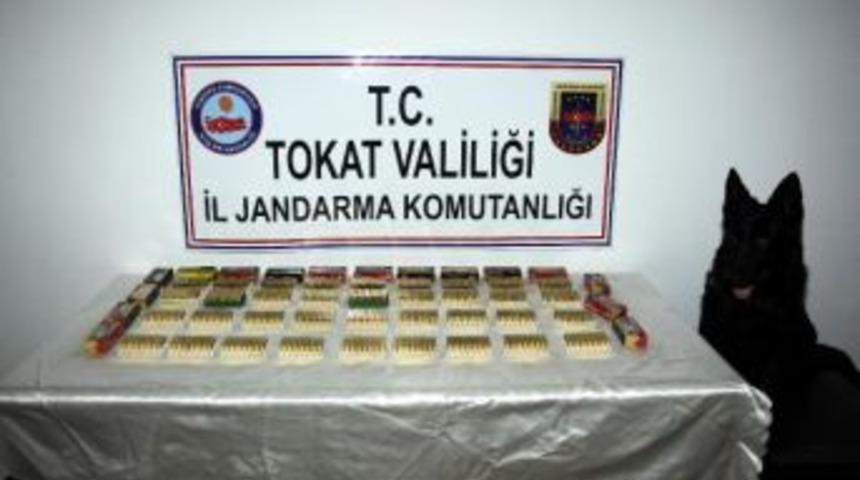 T.C.
TOKAT VALİLİĞİ
İL JANDARMA KOMUTANLIĞI